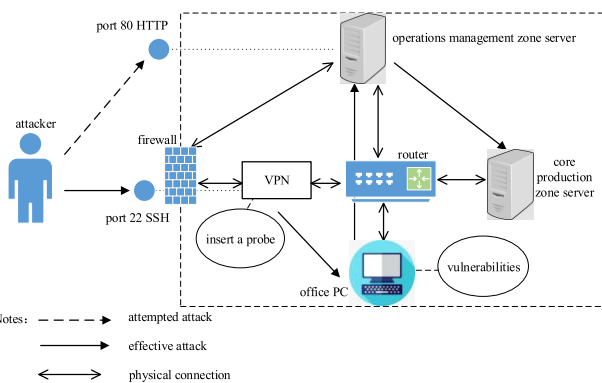 port 80 HTTP
operations management zone server
attacker
firewall
router
VPN
core
production
zone server
port 22 SSH
insert a probe
vulnerabilities
office PC
Notes:
attempted attack
effective attack
physical connection